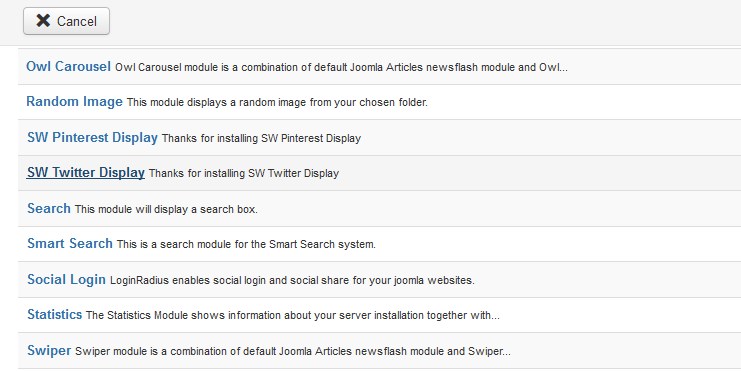 Cancel
Owl Carousel Owl Carousel module is a combination of default Joomla Articles newsflash module and Owl...
Random Image This module displays a random image from your chosen folder.
SW Pinterest Display Thanks for installing SW Pinterest Display
SW Twitter Display Thanks for installing SW Twitter Display
Search This module will display a search box.
Smart Search This is a search module for the Smart Search system.
Social Login LoginRadius enables social login and social share for your joomla websites.
Statistics The Statistics Module shows information about your server installation together with...
Swiper Swiper module is a combination of default Joomla Articles newsflash module and Swiper...